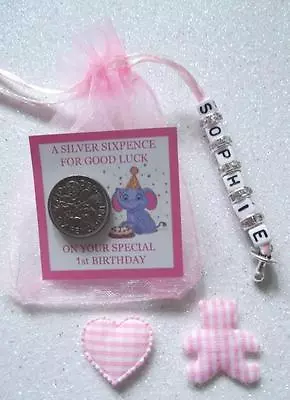 A SILVER SIXPENCE
FOR GOOD LUCK
ON YOUR SPECIAL
1st BIRTHDAY
SOPHIE